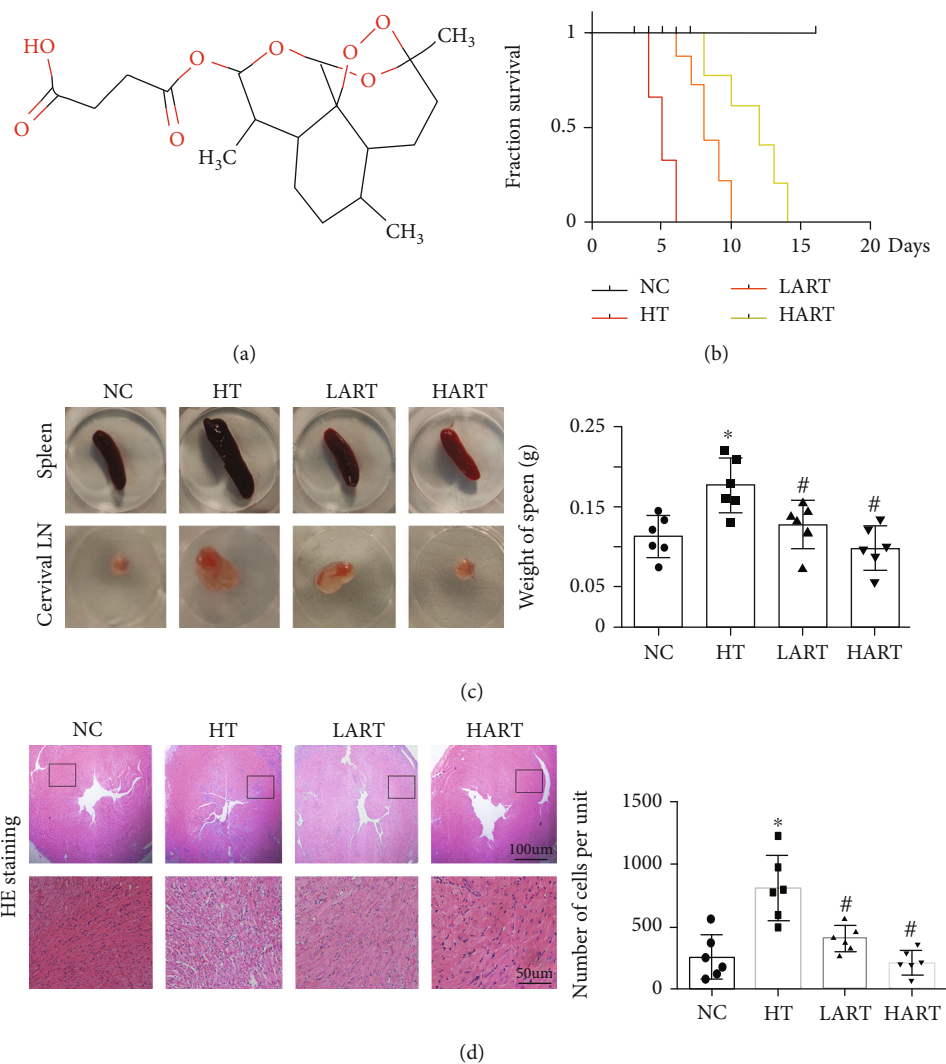 HO
O
O
O
O
O
O
O
CH₃
H₃C
CH₃
(a)
Fraction survival
1
0.5
0
0 5 10 15 20 Days
NC LART
HT HART
(b)
NC HT LART HART
Spleen
Cervival LN
Weight of speen (g)
0.25
0.15
0.05
0
*
#
#
NC HT LART HART
(c)
NC HT LART HART
HE staining
100um
50um
Number of cells per unit
1500
1000
500
0
*
#
#
NC HT LART HART
(d)